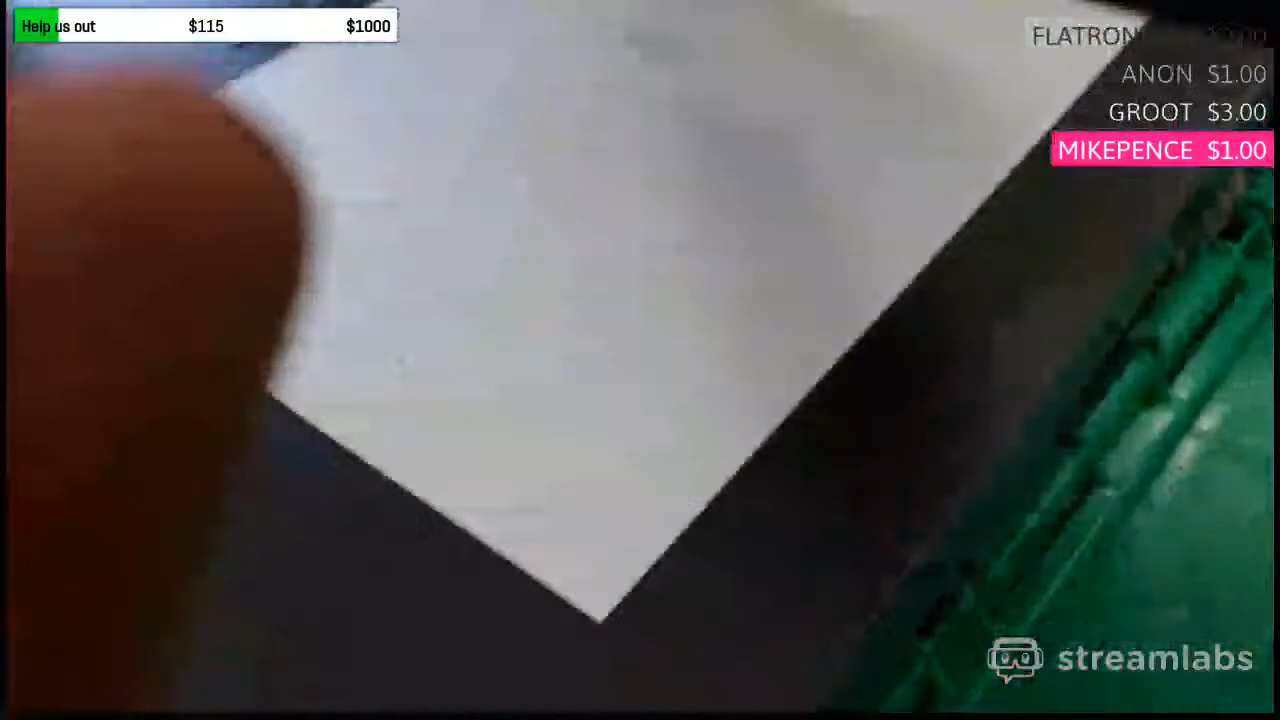 Help us out $115 $1000
FLATRON
ANON $1.00
GROOT $3.00
MIKEPENCE $1.00
streamlabs